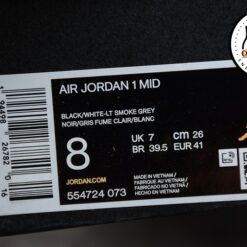 AIR JORDAN 1 MID
BLACK/WHITE-LT SMOKE GREY
NOIR/GRIS FUME CLAIR/BLANC
8
UK 7
cm 26
BR 39.5
EUR 41
JORDAN.COM
554724 073
MADE IN VIETNAM /
FABRIQUÉ AU VIETNAM /
FABRICADO NO VIETNÃ /
HECHO EN VIETNAM